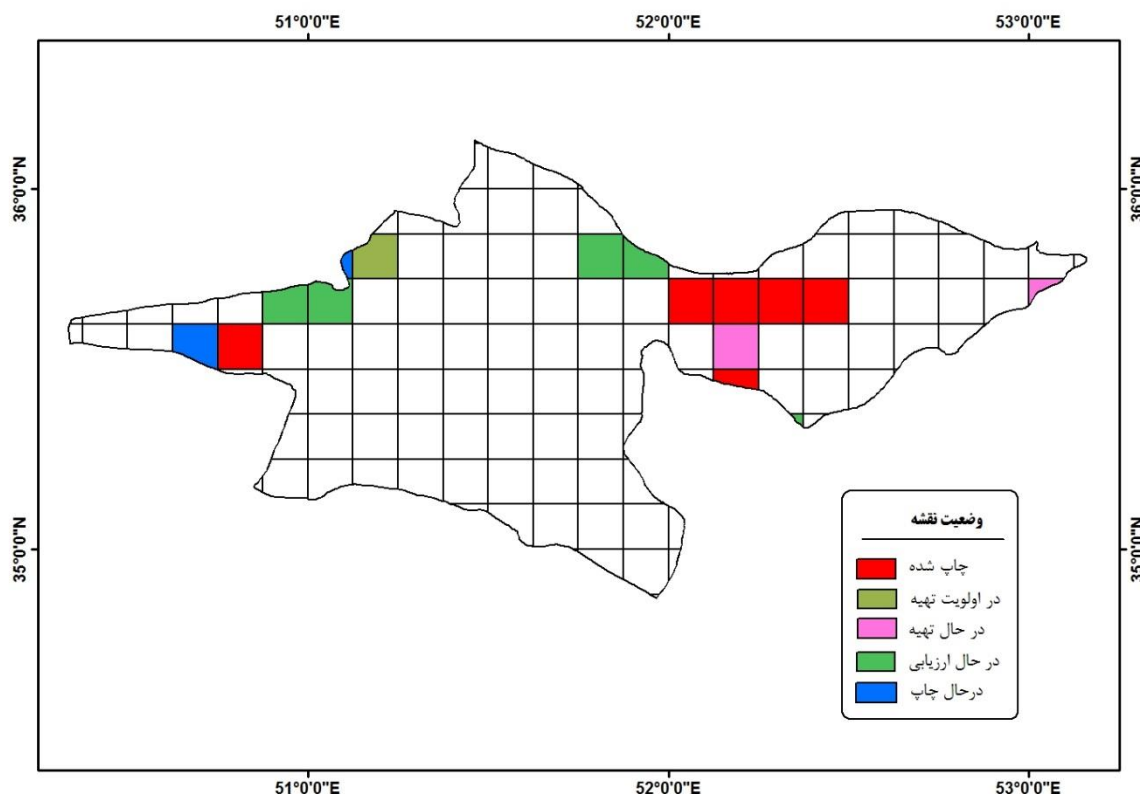 51°0'0"E 52°0'0"E 53°0'0"E
36°0'0"N 36°0'0"N
35°0'0"N 35°0'0"N
وضعیت نقشه
چاپ شده
در اولویت تهیه
در حال تهیه
در حال ارزیابی
درحال چاپ
51°0'0"E 52°0'0"E 53°0'0"E